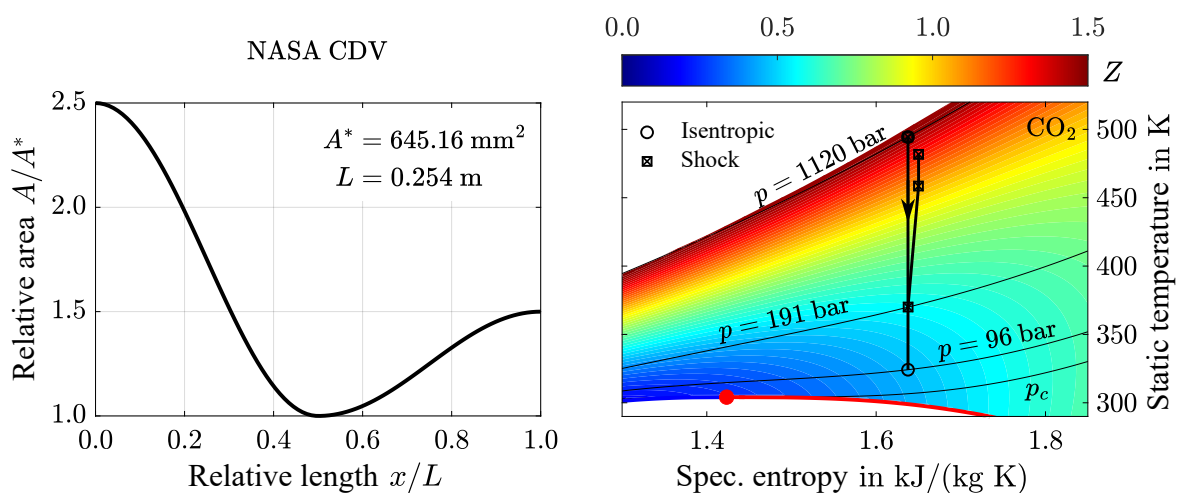 NASA CDV
2.5
2.0
1.5
1.0
Relative area A/A*
A* = 645.16 mm²
L = 0.254 m
0.0 0.2 0.4 0.6 0.8 1.0
Relative length x/L
0.0 0.5 1.0 1.5
Z
Isentropic
Shock
CO₂
p = 1120 bar
p = 191 bar
p = 96 bar
p_c
500
450
400
350
300
Static temperature in K
1.4 1.6 1.8
Spec. entropy in kJ/(kg K)